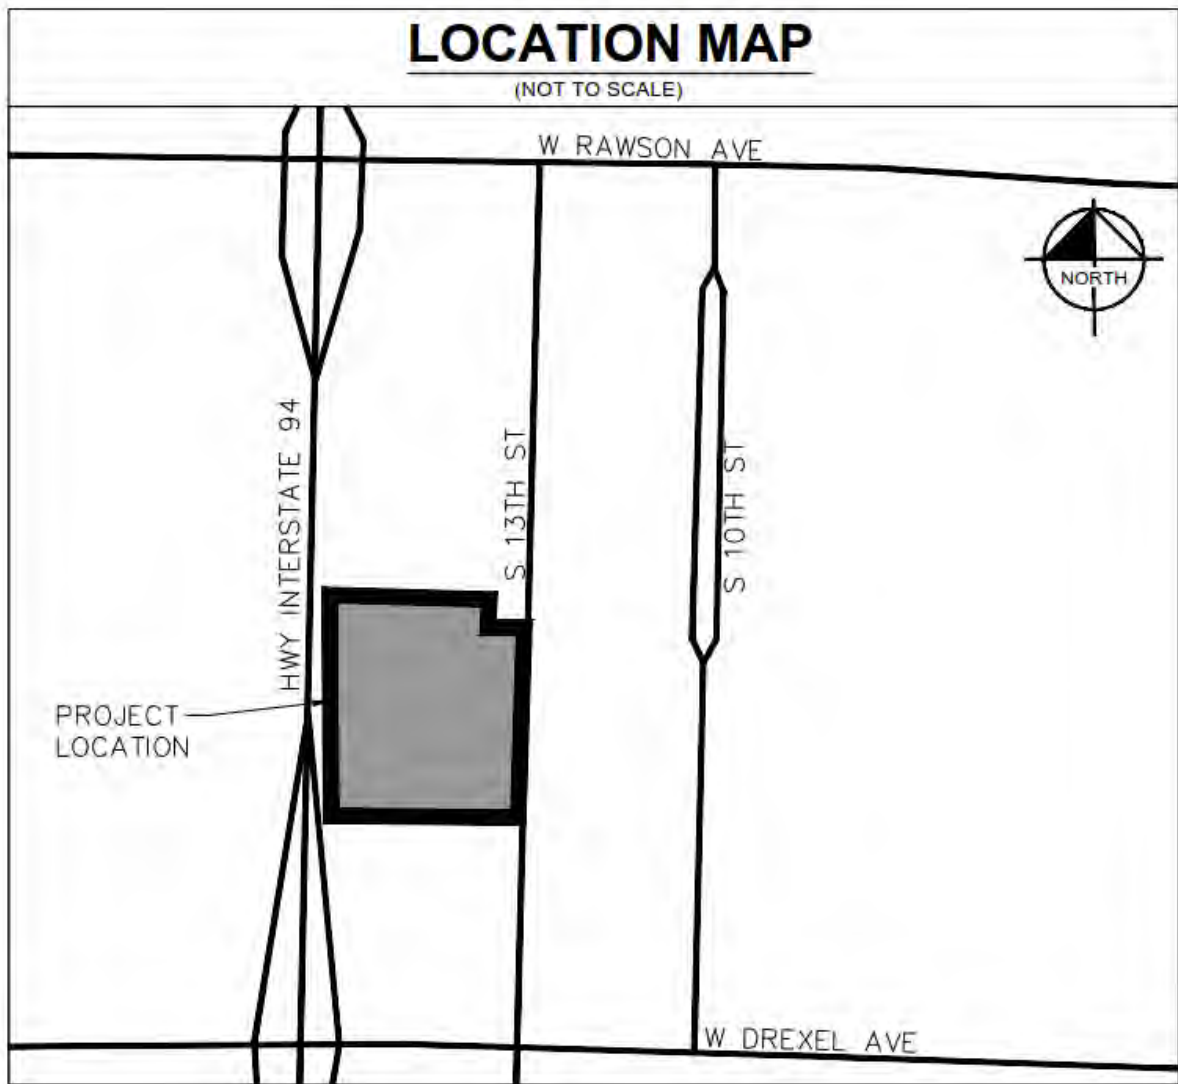 LOCATION MAP
(NOT TO SCALE)
W RAWSON AVE
NORTH
HWY INTERSTATE 94
S 13TH ST
S 10TH ST
PROJECT
LOCATION
W DREXEL AVE